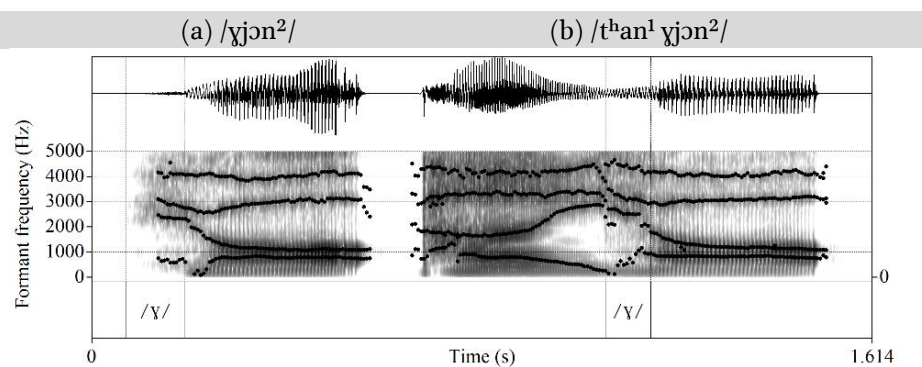 (a) /ɣjɔn²/ (b) /tʰan¹ ɣjɔn²/
Formant frequency (Hz)
5000
4000
3000
2000
1000
0 0
/ɣ/ /ɣ/
0 Time (s) 1.614